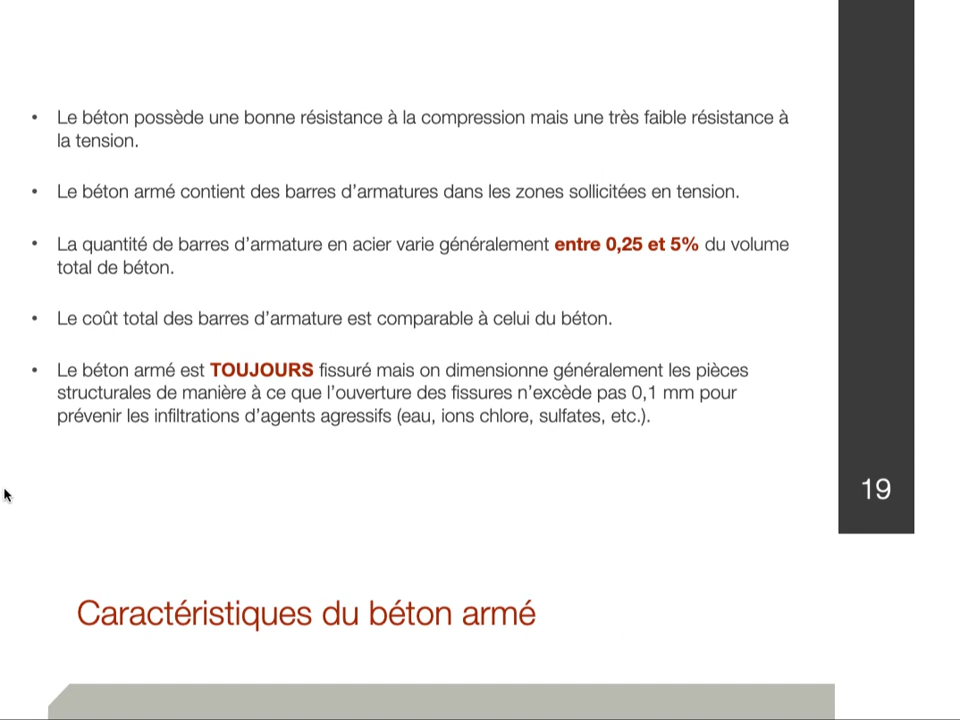 • Le béton possède une bonne résistance à la compression mais une très faible résistance à
la tension.
• Le béton armé contient des barres d’armatures dans les zones sollicitées en tension.
• La quantité de barres d’armature en acier varie généralement entre 0,25 et 5% du volume
total de béton.
• Le coût total des barres d’armature est comparable à celui du béton.
• Le béton armé est TOUJOURS fissuré mais on dimensionne généralement les pièces
structurales de manière à ce que l’ouverture des fissures n’excède pas 0,1 mm pour
prévenir les infiltrations d’agents agressifs (eau, ions chlore, sulfates, etc.).
19
Caractéristiques du béton armé